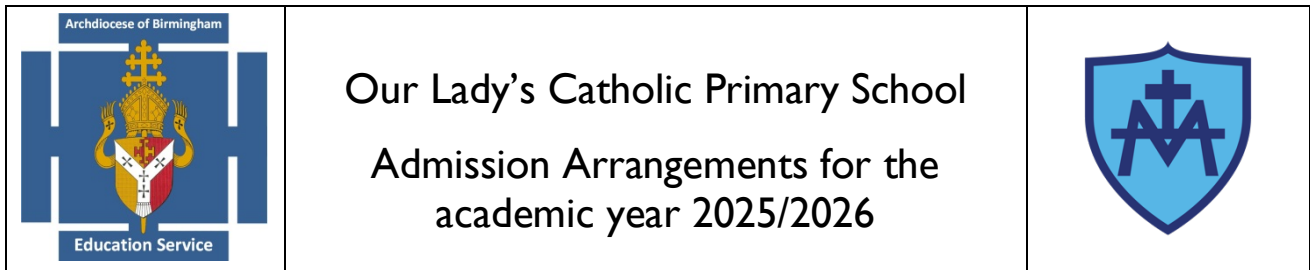 Archdiocese of Birmingham
Education Service
Our Lady’s Catholic Primary School
Admission Arrangements for the
academic year 2025/2026